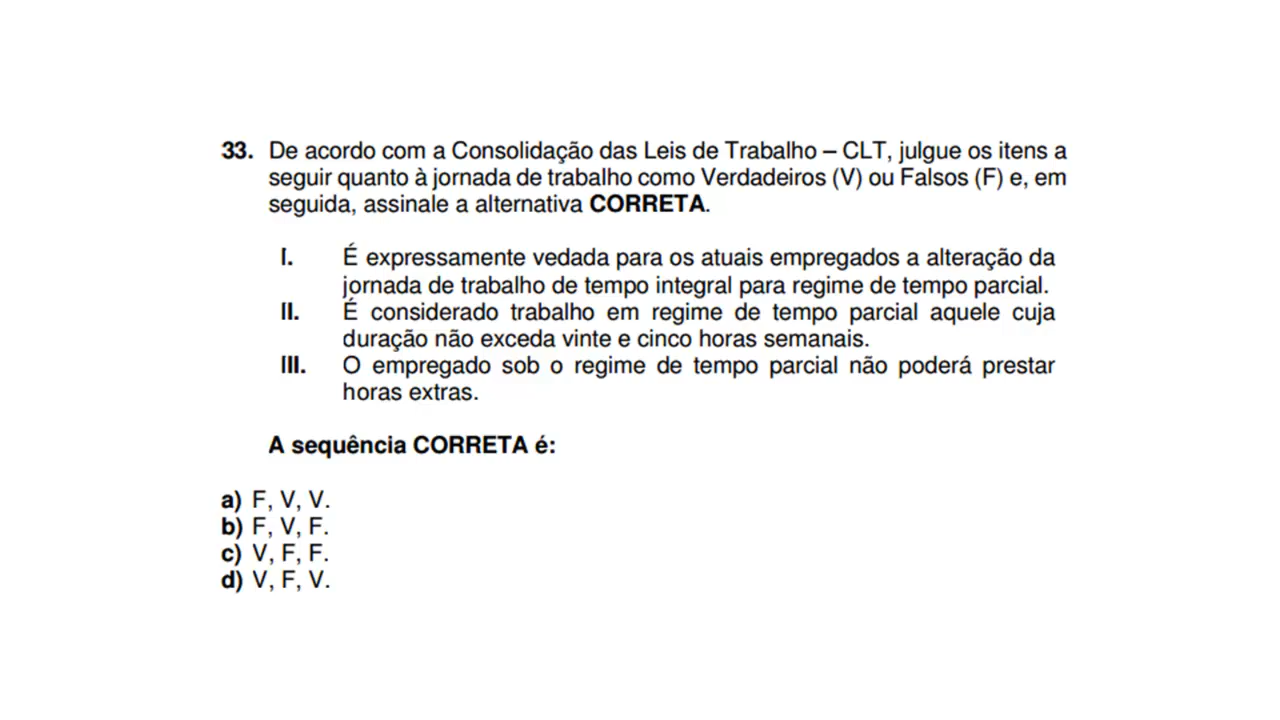 33. De acordo com a Consolidação das Leis de Trabalho – CLT, julgue os itens a
seguir quanto à jornada de trabalho como Verdadeiros (V) ou Falsos (F) e, em
seguida, assinale a alternativa CORRETA.
I. É expressamente vedada para os atuais empregados a alteração da
jornada de trabalho de tempo integral para regime de tempo parcial.
II. É considerado trabalho em regime de tempo parcial aquele cuja
duração não exceda vinte e cinco horas semanais.
III. O empregado sob o regime de tempo parcial não poderá prestar
horas extras.
A sequência CORRETA é:
a) F, V, V.
b) F, V, F.
c) V, F, F.
d) V, F, V.